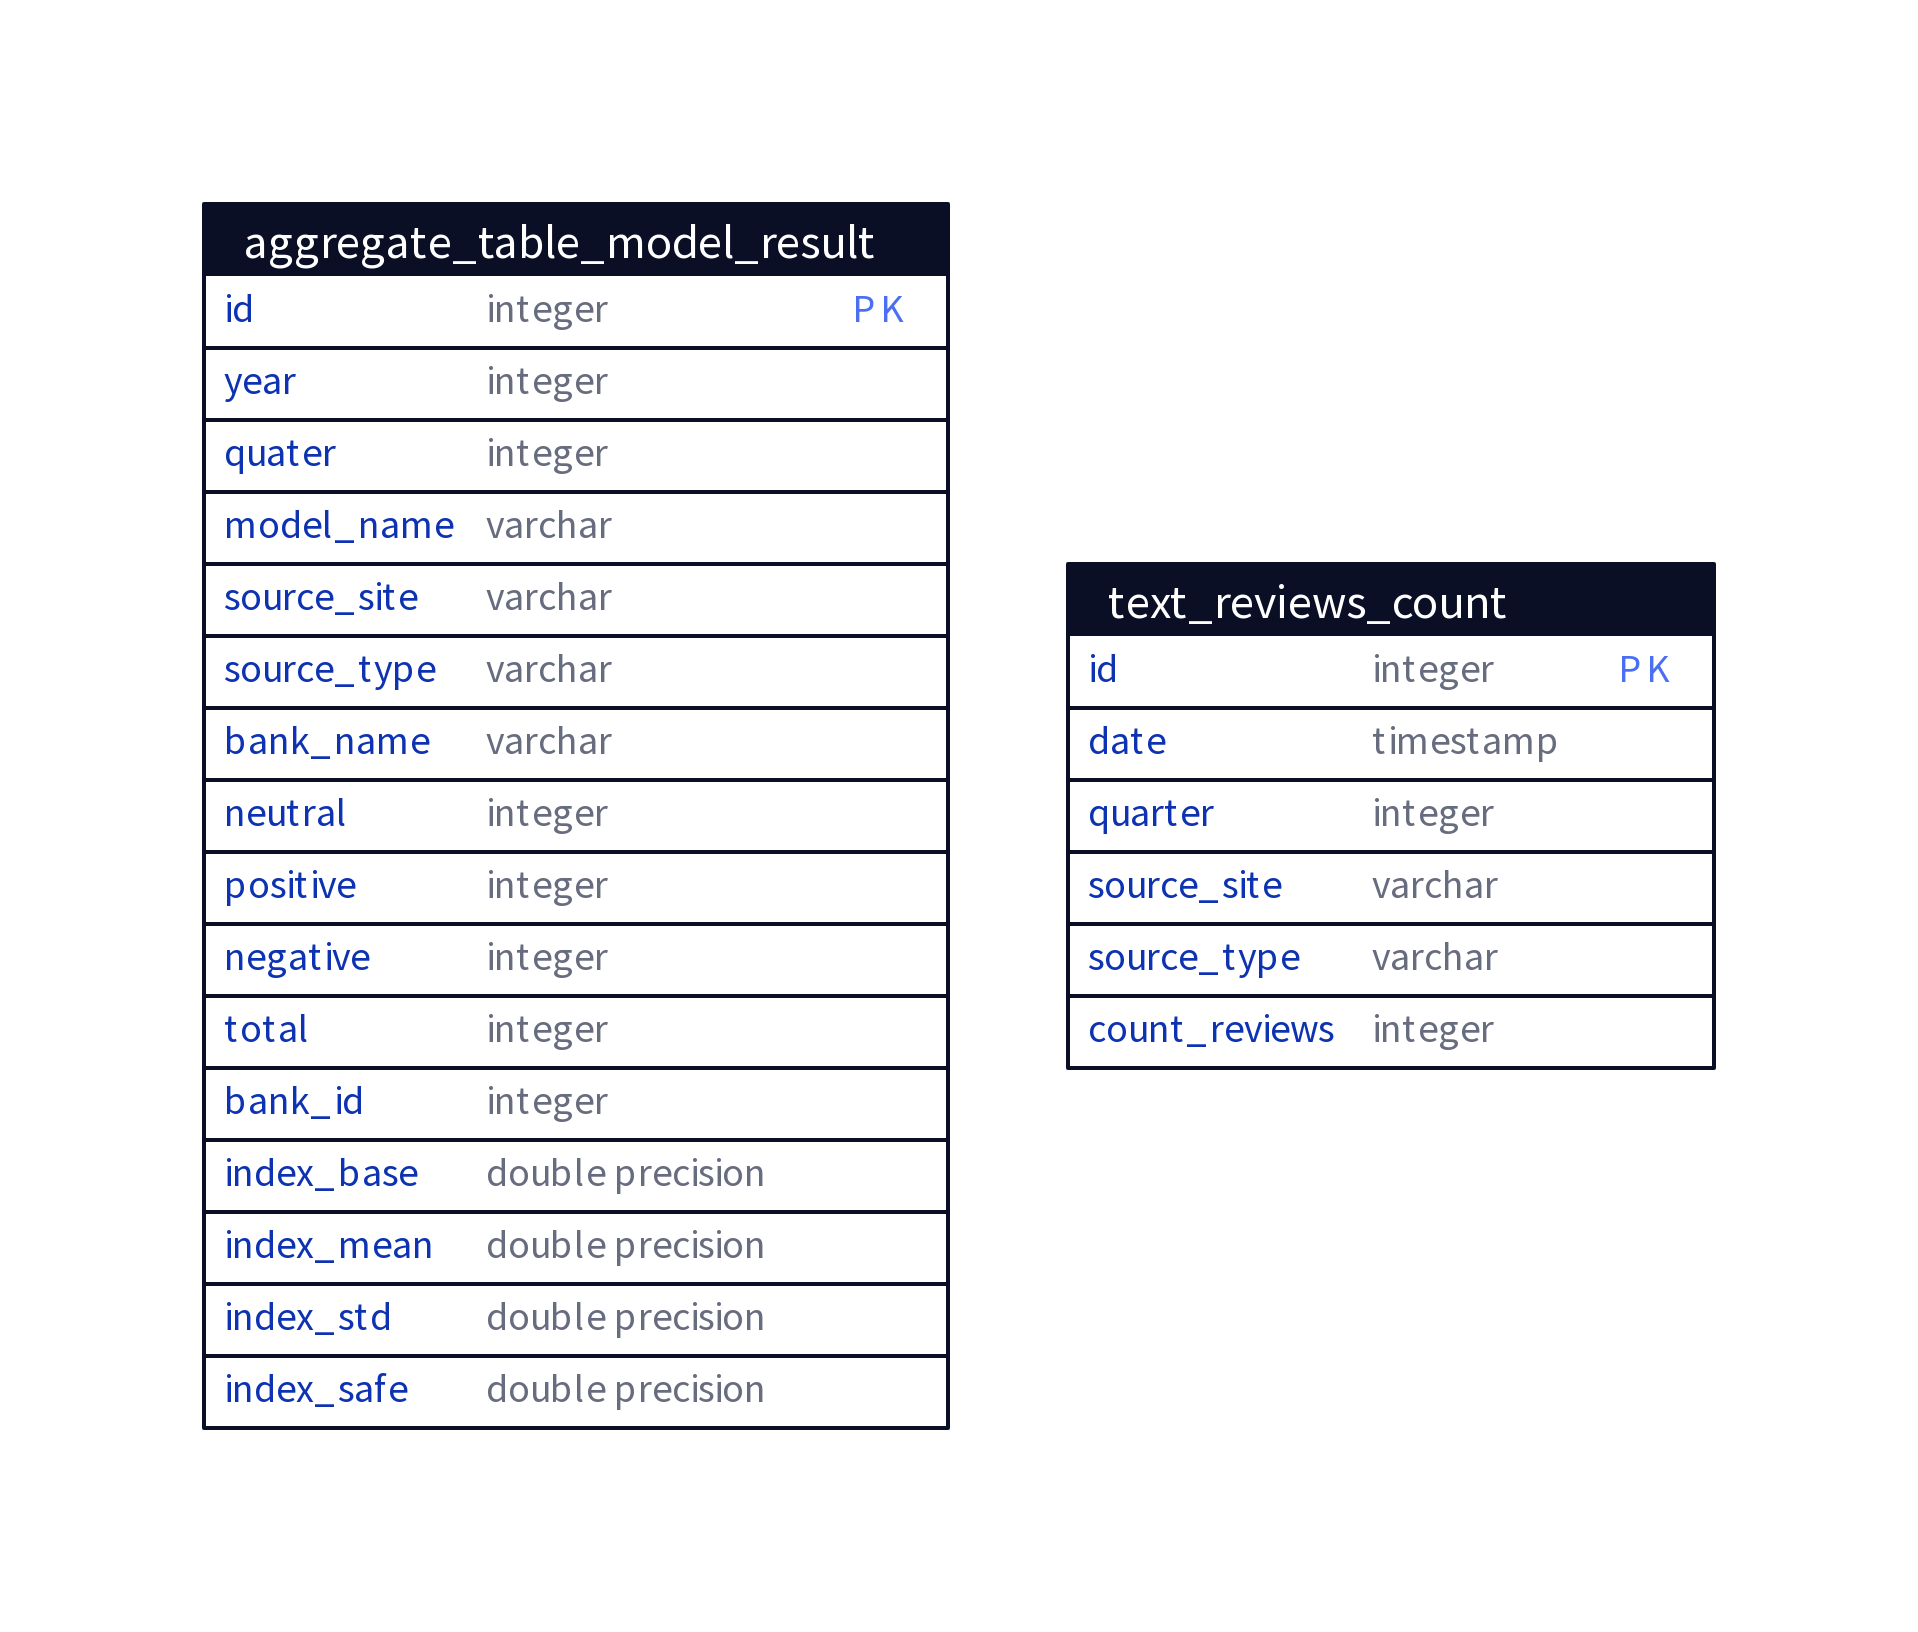 aggregate_table_model_result
id integer PK
year integer
quater integer
model_name varchar
source_site varchar
source_type varchar
bank_name varchar
neutral integer
positive integer
negative integer
total integer
bank_id integer
index_base double precision
index_mean double precision
index_std double precision
index_safe double precision
text_reviews_count
id integer PK
date timestamp
quarter integer
source_site varchar
source_type varchar
count_reviews integer